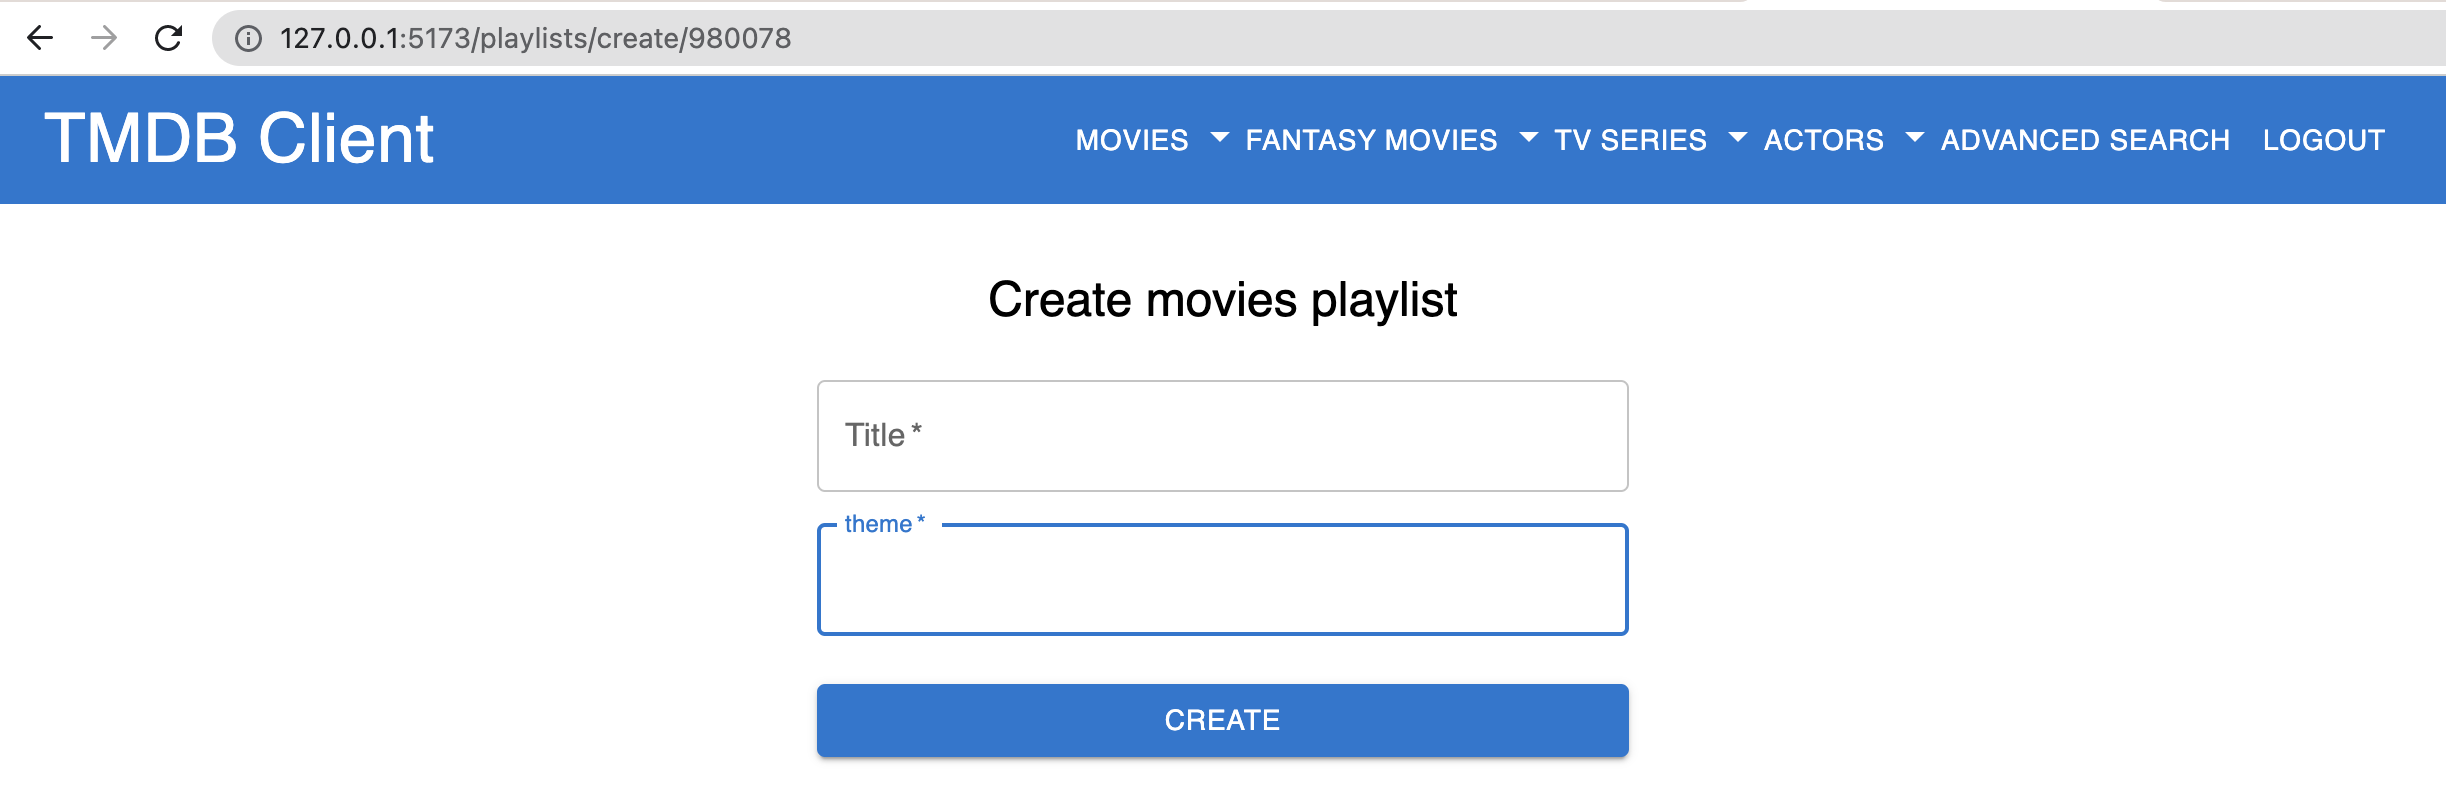 127.0.0.1:5173/playlists/create/980078
TMDB Client MOVIES FANTASY MOVIES TV SERIES ACTORS ADVANCED SEARCH LOGOUT
Create movies playlist
Title *
theme *
CREATE